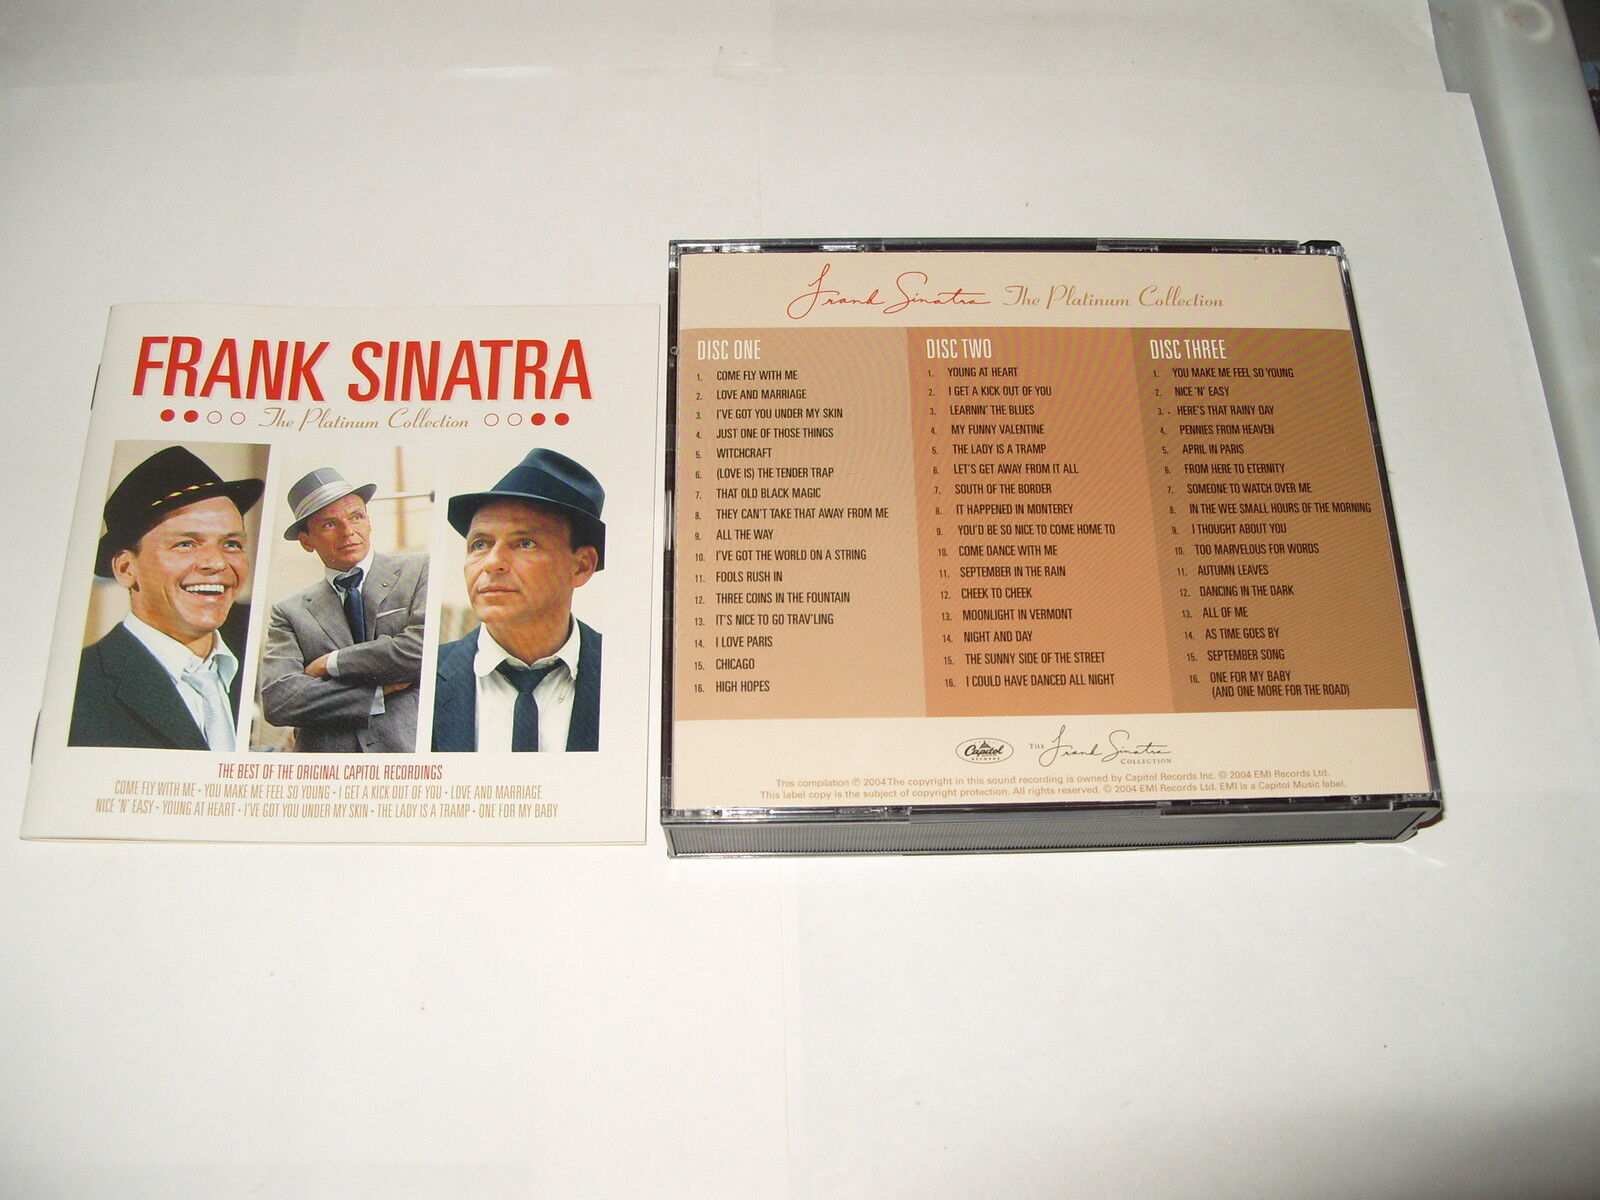 FRANK SINATRA
The Platinum Collection
THE BEST OF THE ORIGINAL CAPITOL RECORDINGS
COME FLY WITH ME • YOU MAKE ME FEEL SO YOUNG • I GET A KICK OUT OF YOU • LOVE AND MARRIAGE
NICE 'N' EASY • YOUNG AT HEART • I'VE GOT YOU UNDER MY SKIN • THE LADY IS A TRAMP • ONE FOR MY BABY
Frank Sinatra The Platinum Collection
DISC ONE
1. COME FLY WITH ME
2. LOVE AND MARRIAGE
3. I'VE GOT YOU UNDER MY SKIN
4. JUST ONE OF THOSE THINGS
5. WITCHCRAFT
6. (LOVE IS) THE TENDER TRAP
7. THAT OLD BLACK MAGIC
8. THEY CAN'T TAKE THAT AWAY FROM ME
9. ALL THE WAY
10. I'VE GOT THE WORLD ON A STRING
11. FOOLS RUSH IN
12. THREE COINS IN THE FOUNTAIN
13. IT'S NICE TO GO TRAV'LING
14. I LOVE PARIS
15. CHICAGO
16. HIGH HOPES
DISC TWO
1. YOUNG AT HEART
2. I GET A KICK OUT OF YOU
3. LEARNIN' THE BLUES
4. MY FUNNY VALENTINE
5. THE LADY IS A TRAMP
6. LET'S GET AWAY FROM IT ALL
7. SOUTH OF THE BORDER
8. IT HAPPENED IN MONTEREY
9. YOU'D BE SO NICE TO COME HOME TO
10. COME DANCE WITH ME
11. SEPTEMBER IN THE RAIN
12. CHEEK TO CHEEK
13. MOONLIGHT IN VERMONT
14. NIGHT AND DAY
15. THE SUNNY SIDE OF THE STREET
16. I COULD HAVE DANCED ALL NIGHT
DISC THREE
1. YOU MAKE ME FEEL SO YOUNG
2. NICE 'N' EASY
3. HERE'S THAT RAINY DAY
4. PENNIES FROM HEAVEN
5. APRIL IN PARIS
6. FROM HERE TO ETERNITY
7. SOMEONE TO WATCH OVER ME
8. IN THE WEE SMALL HOURS OF THE MORNING
9. I THOUGHT ABOUT YOU
10. TOO MARVELOUS FOR WORDS
11. AUTUMN LEAVES
12. DANCING IN THE DARK
13. ALL OF ME
14. AS TIME GOES BY
15. SEPTEMBER SONG
16. ONE FOR MY BABY
(AND ONE MORE FOR THE ROAD)
Capitol RECORDS
THE Frank Sinatra COLLECTION
This compilation ℗ 2004 The copyright in this sound recording is owned by Capitol Records Inc. © 2004 EMI Records Ltd.
This label copy is the subject of copyright protection. All rights reserved. © 2004 EMI Records Ltd. EMI is a Capitol Music label.